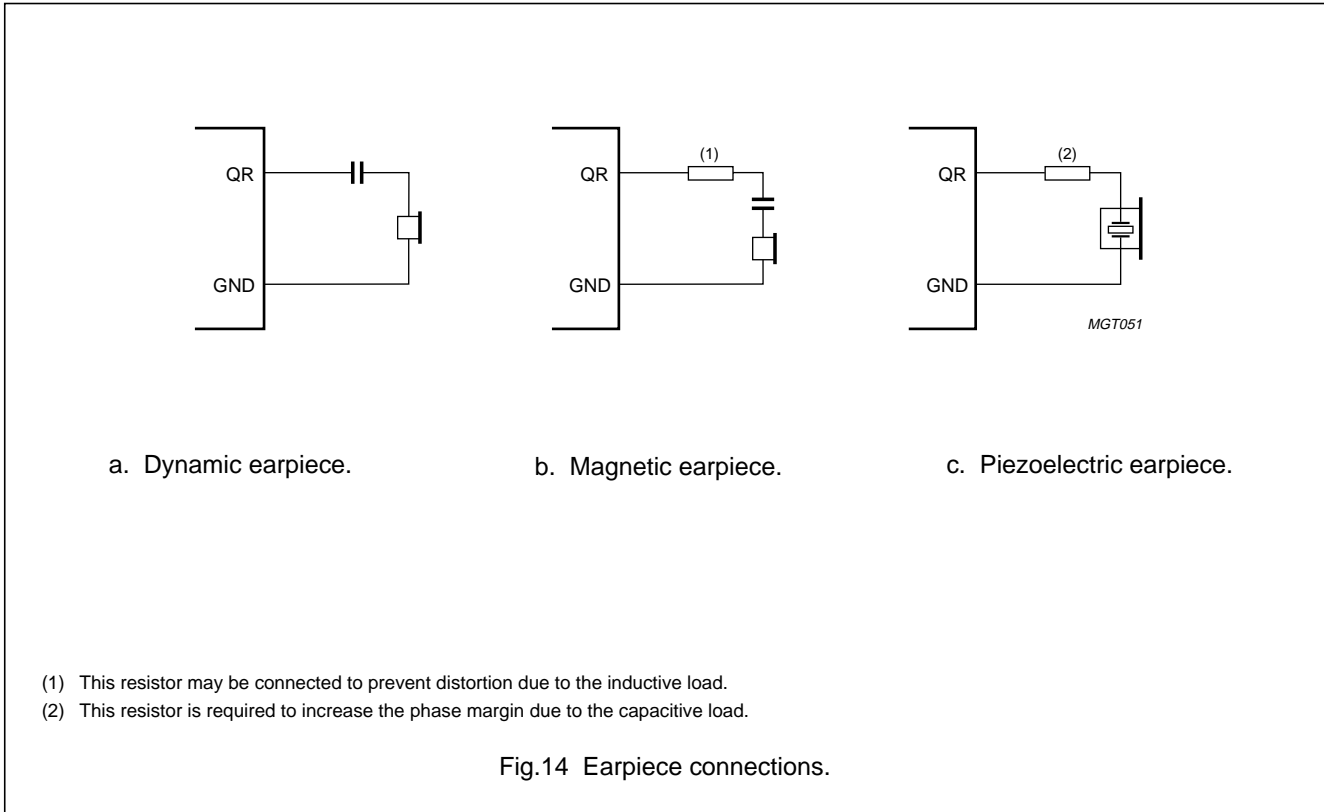 QR
GND
(1)
QR
GND
(2)
QR
GND
MGT051
a. Dynamic earpiece.
b. Magnetic earpiece.
c. Piezoelectric earpiece.
(1) This resistor may be connected to prevent distortion due to the inductive load.
(2) This resistor is required to increase the phase margin due to the capacitive load.
Fig.14 Earpiece connections.